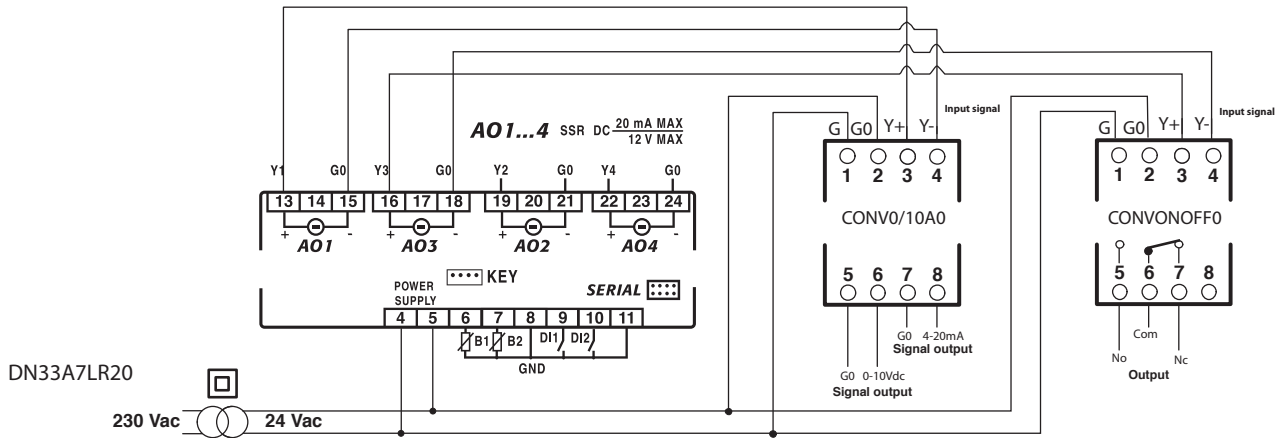 Input signal
Input signal
AO1...4 SSR DC 20 mA MAX
12 V MAX
G G0 Y+ Y-
G G0 Y+ Y-
Y1 G0 Y3 G0 Y2 G0 Y4 G0
13 14 15 16 17 18 19 20 21 22 23 24
+ - + - + - + -
AO1 AO3 AO2 AO4
1 2 3 4
CONV0/10A0
1 2 3 4
CONVONOFF0
KEY
POWER
SUPPLY
SERIAL
4 5 6 7 8 9 10 11
B1 B2 DI1 DI2
GND
5 6 7 8
G0 4-20mA
Signal output
G0 0-10Vdc
Signal output
5 6 7 8
Com
No Nc
Output
DN33A7LR20
230 Vac 24 Vac